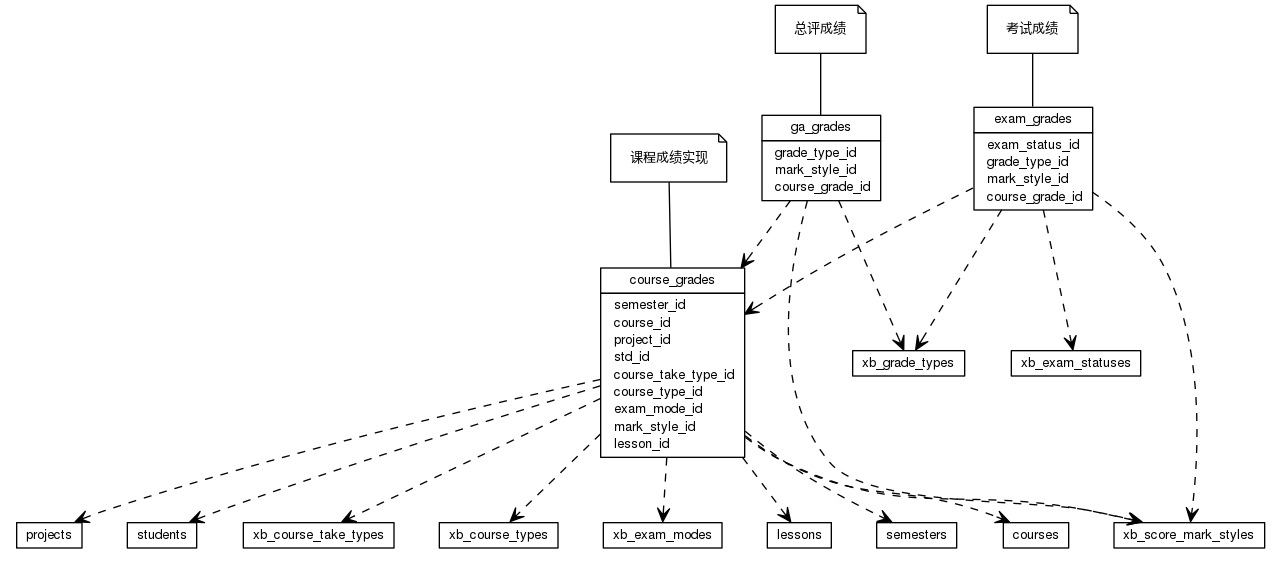 总评成绩
考试成绩
ga_grades
grade_type_id
mark_style_id
course_grade_id
exam_grades
exam_status_id
grade_type_id
mark_style_id
course_grade_id
课程成绩实现
course_grades
semester_id
course_id
project_id
std_id
course_take_type_id
course_type_id
exam_mode_id
mark_style_id
lesson_id
xb_grade_types
xb_exam_statuses
projects
students
xb_course_take_types
xb_course_types
xb_exam_modes
lessons
semesters
courses
xb_score_mark_styles